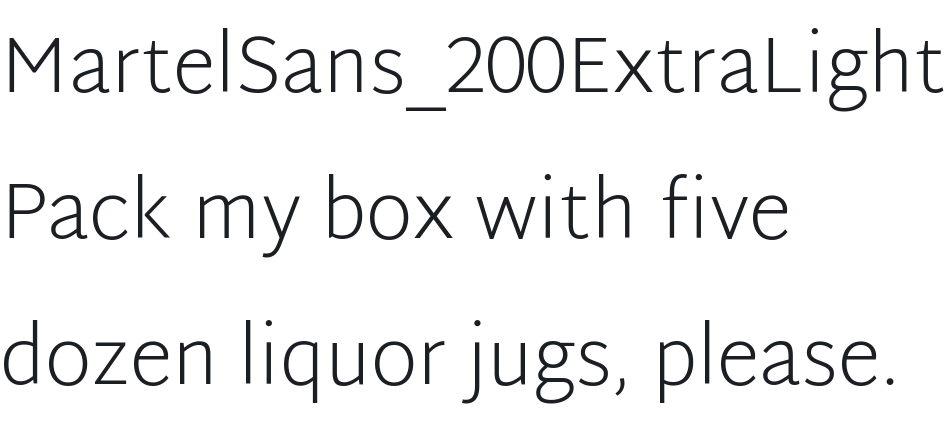 MartelSans_200ExtraLight
Pack my box with five
dozen liquor jugs, please.